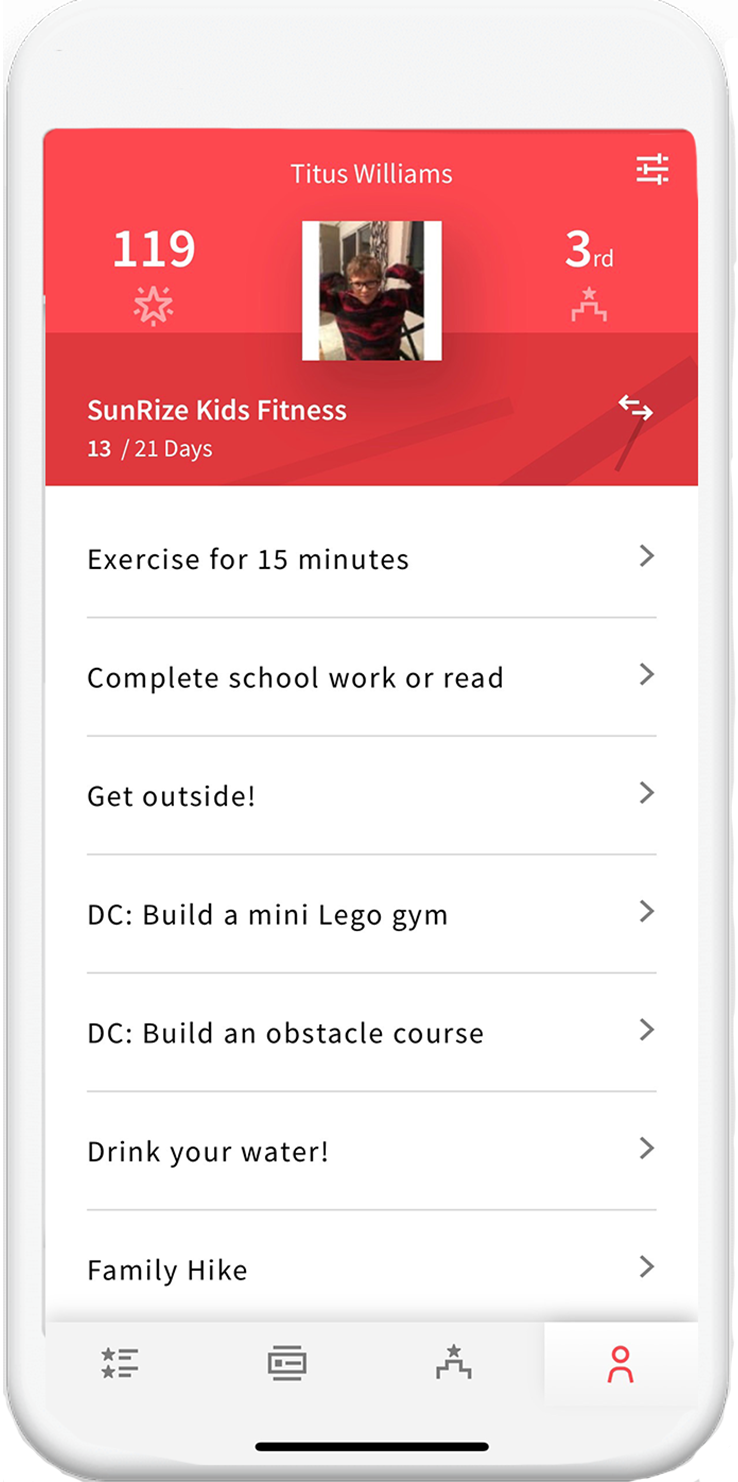 Titus Williams
119
3rd
SunRize Kids Fitness
13 / 21 Days
Exercise for 15 minutes
Complete school work or read
Get outside!
DC: Build a mini Lego gym
DC: Build an obstacle course
Drink your water!
Family Hike